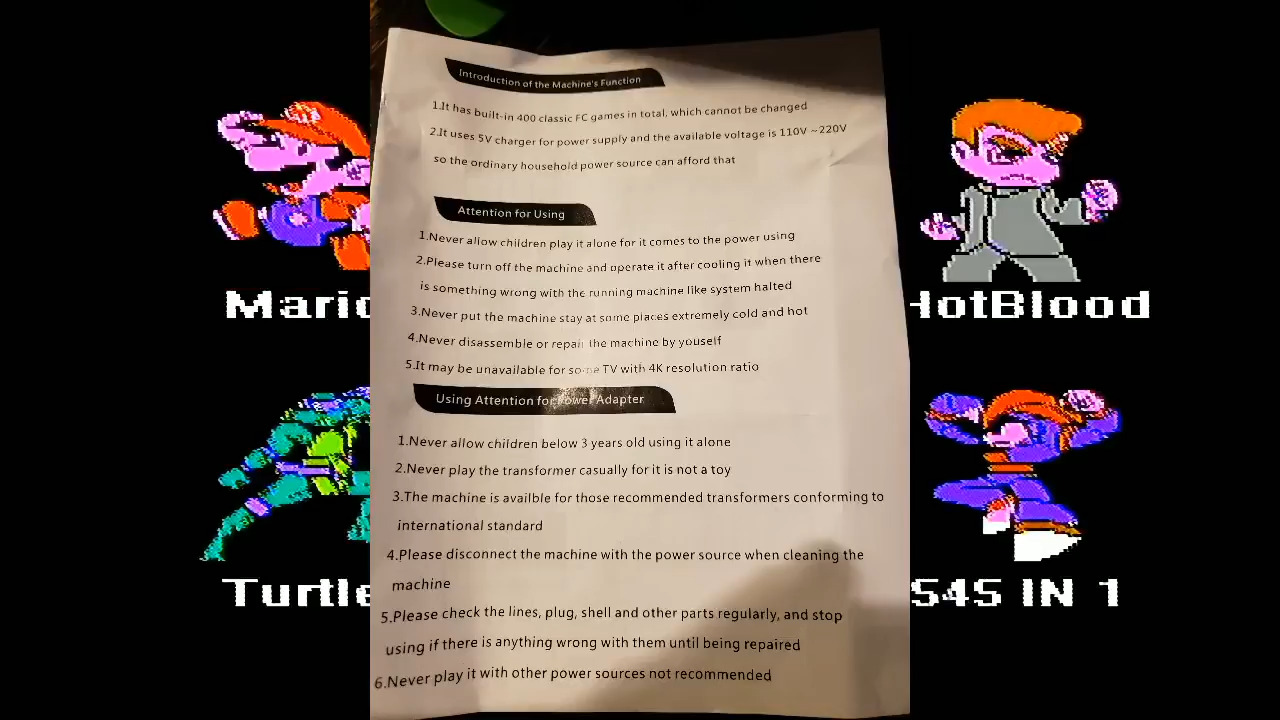 Introduction of the Machine's Function
1.It has built-in 400 classic FC games in total, which cannot be changed
2.It uses 5V charger for power supply and the available voltage is 110V ~220V
so the ordinary household power source can afford that
Attention for Using
1.Never allow children play it alone for it comes to the power using
2.Please turn off the machine and operate it after cooling it when there
is something wrong with the running machine like system halted
3.Never put the machine stay at some places extremely cold and hot
4.Never disassemble or repair the machine by youself
5.It may be unavailable for some TV with 4K resolution ratio
Using Attention for Power Adapter
1.Never allow children below 3 years old using it alone
2.Never play the transformer casually for it is not a toy
3.The machine is availble for those recommended transformers conforming to
international standard
4.Please disconnect the machine with the power source when cleaning the
machine
5.Please check the lines, plug, shell and other parts regularly, and stop
using if there is anything wrong with them until being repaired
6.Never play it with other power sources not recommended
Mario
HotBlood
Turtle
545 IN 1